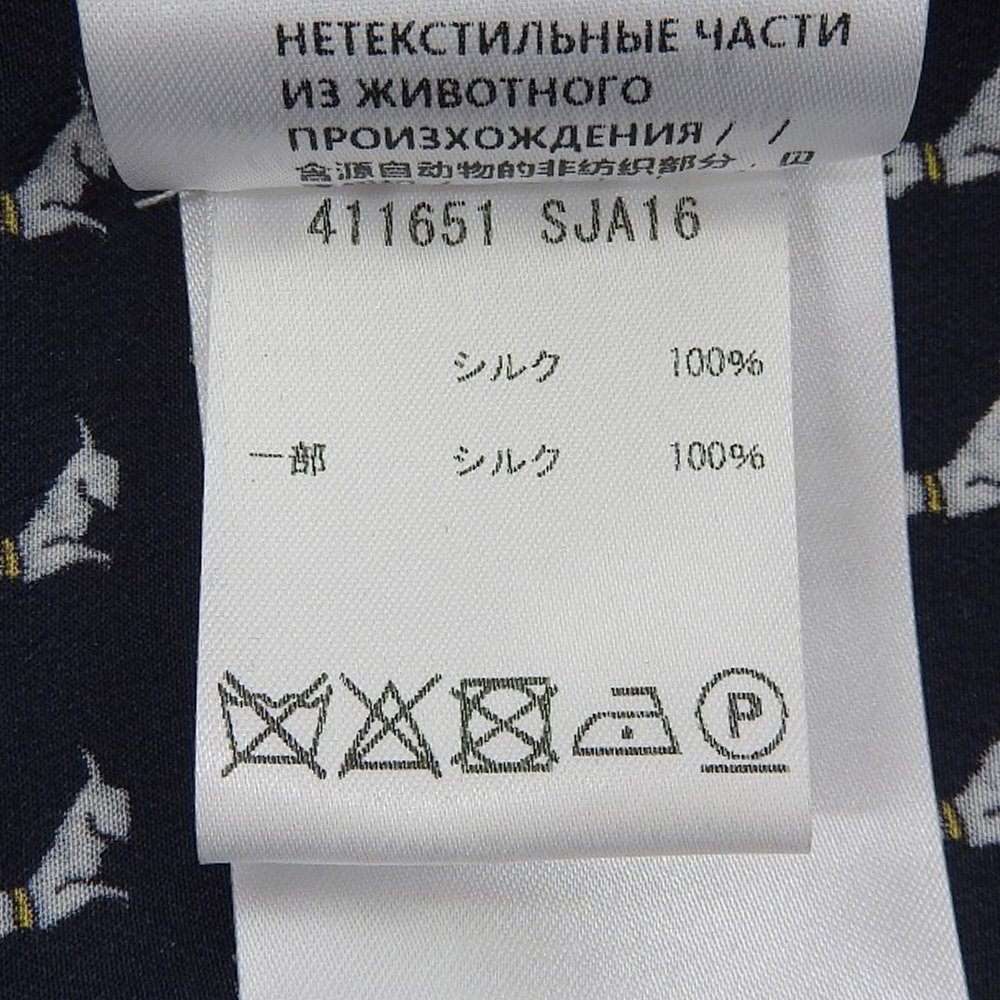 НЕТЕКСТИЛЬНЫЕ ЧАСТИ
ИЗ ЖИВОТНОГО
ПРОИЗХОЖДЕНИЯ / /
含源自动物的非纺织部分
411651 SJA16
シルク 100%
一部 シルク 100%
P